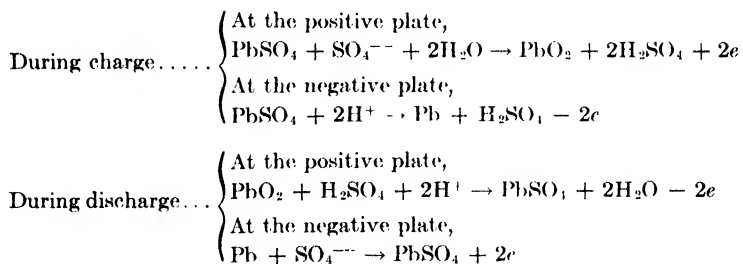 During charge.....
At the positive plate,
PbSO₄ + SO₄⁻⁻ + 2H₂O → PbO₂ + 2H₂SO₄ + 2e
At the negative plate,
PbSO₄ + 2H⁺ → Pb + H₂SO₄ − 2e
During discharge...
At the positive plate,
PbO₂ + H₂SO₄ + 2H⁺ → PbSO₄ + 2H₂O − 2e
At the negative plate,
Pb + SO₄⁻⁻ → PbSO₄ + 2e